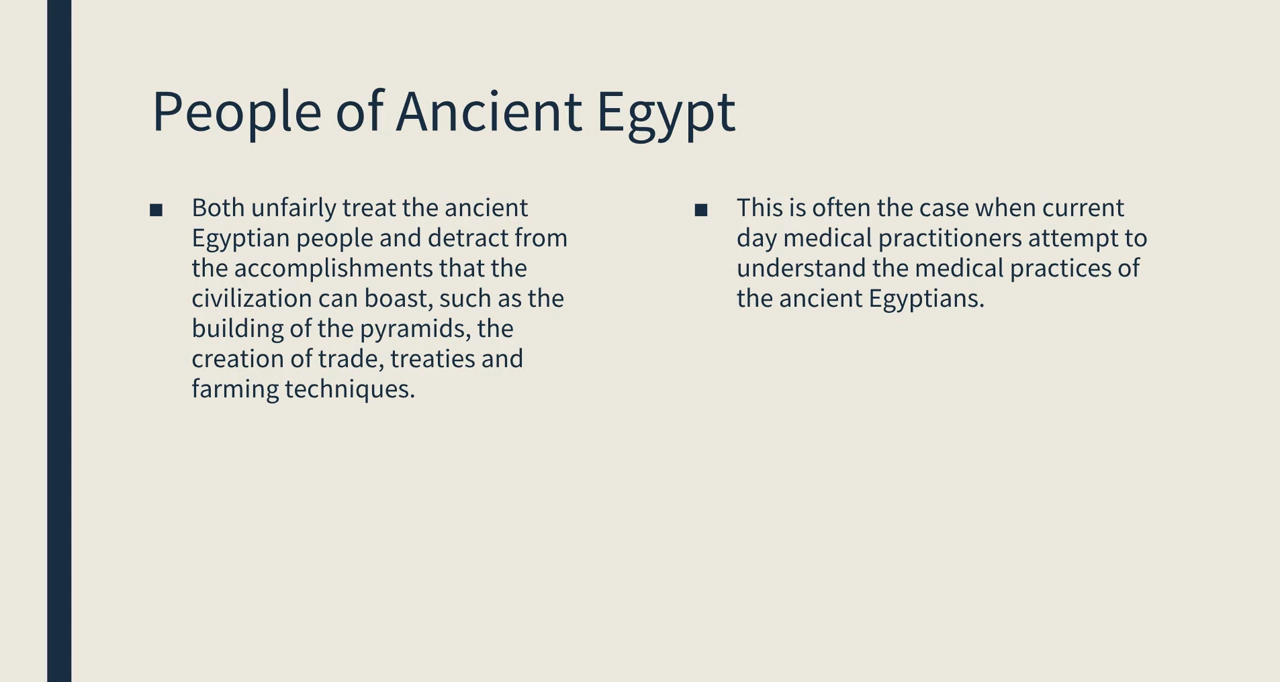 People of Ancient Egypt
■ Both unfairly treat the ancient
Egyptian people and detract from
the accomplishments that the
civilization can boast, such as the
building of the pyramids, the
creation of trade, treaties and
farming techniques.
■ This is often the case when current
day medical practitioners attempt to
understand the medical practices of
the ancient Egyptians.